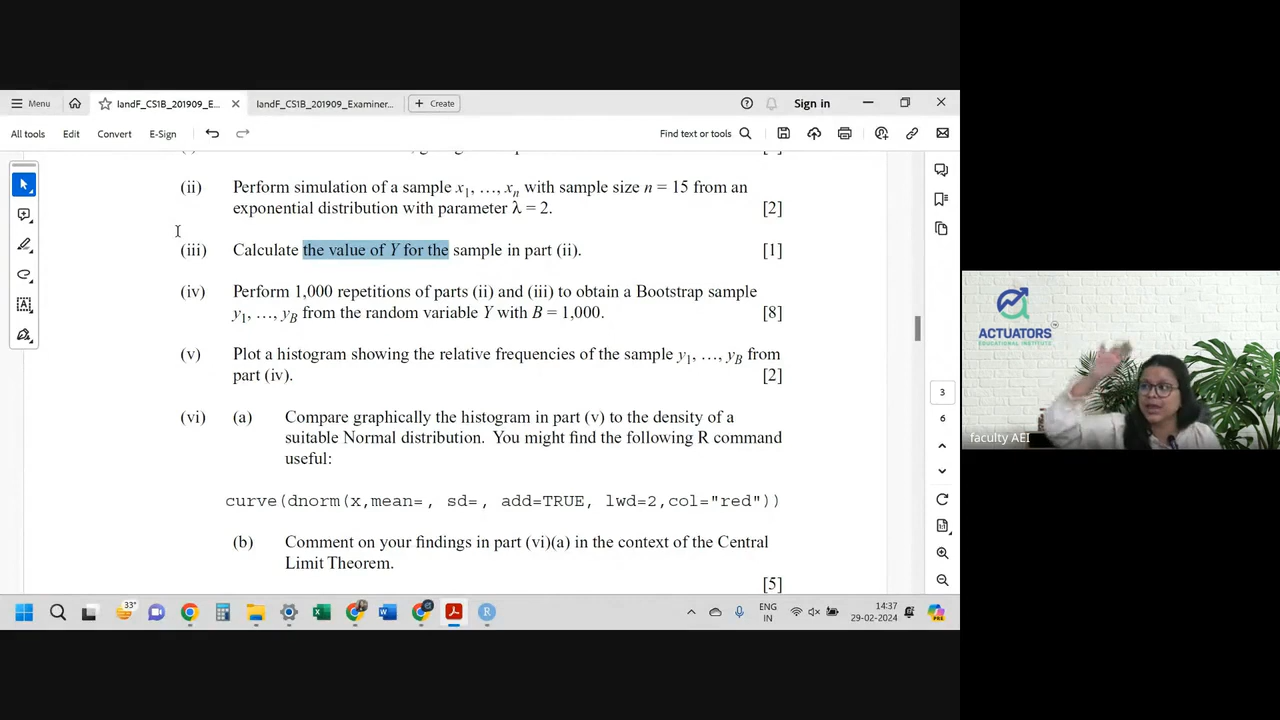 Menu
landF_CS1B_201909_E...
landF_CS1B_201909_Examiner...
Create
Sign in
All tools
Edit
Convert
E-Sign
Find text or tools
(ii) Perform simulation of a sample x1, …, xn with sample size n = 15 from an
exponential distribution with parameter λ = 2. [2]
(iii) Calculate the value of Y for the sample in part (ii). [1]
(iv) Perform 1,000 repetitions of parts (ii) and (iii) to obtain a Bootstrap sample
y1, …, yB from the random variable Y with B = 1,000. [8]
(v) Plot a histogram showing the relative frequencies of the sample y1, …, yB from
part (iv). [2]
(vi) (a) Compare graphically the histogram in part (v) to the density of a
suitable Normal distribution. You might find the following R command
useful:
curve(dnorm(x,mean=, sd=, add=TRUE, lwd=2,col="red"))
(b) Comment on your findings in part (vi)(a) in the context of the Central
Limit Theorem.
[5]
3
6
ACTUATORS
EDUCATIONAL INSTITUTE
faculty AEI
33°
ENG
IN
14:37
29-02-2024